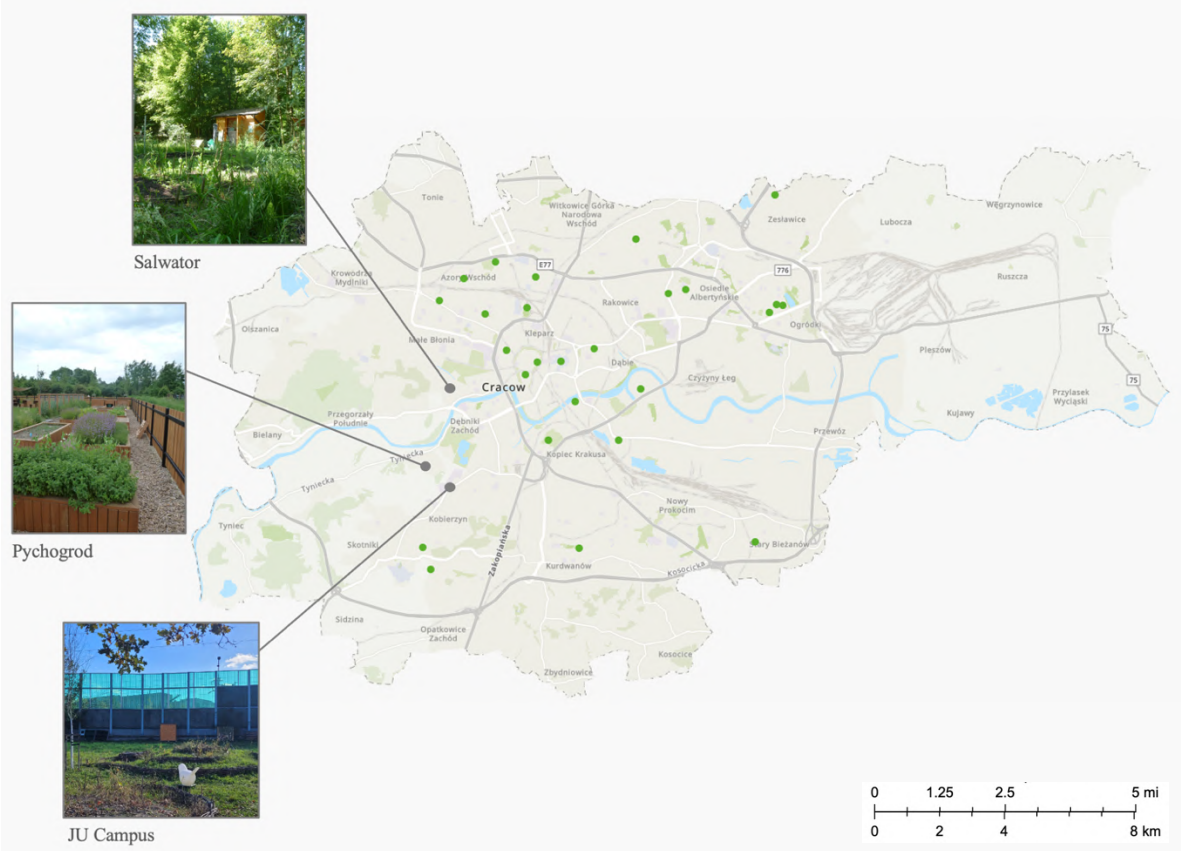 Salwator
Pychogrod
JU Campus
Tonie
Witkowice Górka
Narodowa
Wschód
Zesławice
Lubocza
Węgrzynowice
E77
776
Krowodrza
Mydlniki
Azory Wschód
Osiedle
Albertyńskie
Ruszcza
Rakowice
Olszanica
Małe Błonia
Kleparz
Ogródki
75
Pleszów
Dąbie
Cracow
Czyżyny Łęg
75
Przylasek
Wyciąski
Przegorzały
Południe
Kujawy
Bielany
Dębniki
Zachód
Przewóz
Tyniecka
Kopiec Krakusa
Tyniecka
Nowy
Prokocim
Tyniec
Kobierzyn
Skotniki
Zakopiańska
Stary Bieżanów
Kurdwanów
Kosocicka
Sidzina
Opatkowice
Zachód
Kosocice
Zbydniowice
0 1.25 2.5 5 mi
0 2 4 8 km